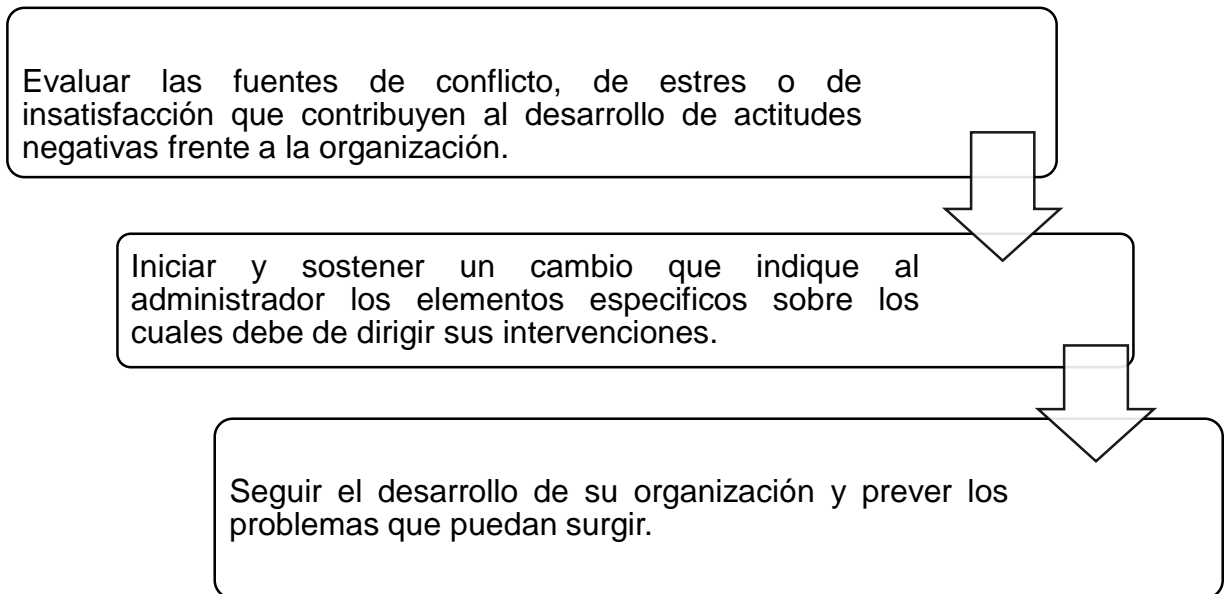 Evaluar las fuentes de conflicto, de estres o de
insatisfacción que contribuyen al desarrollo de actitudes
negativas frente a la organización.
Iniciar y sostener un cambio que indique al
administrador los elementos especificos sobre los
cuales debe de dirigir sus intervenciones.
Seguir el desarrollo de su organización y prever los
problemas que puedan surgir.